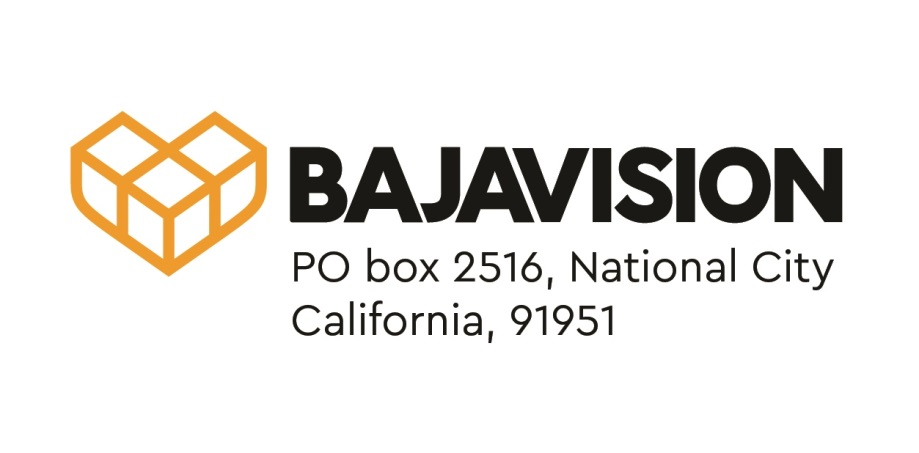 BAJAVISION
PO box 2516, National City
California, 91951